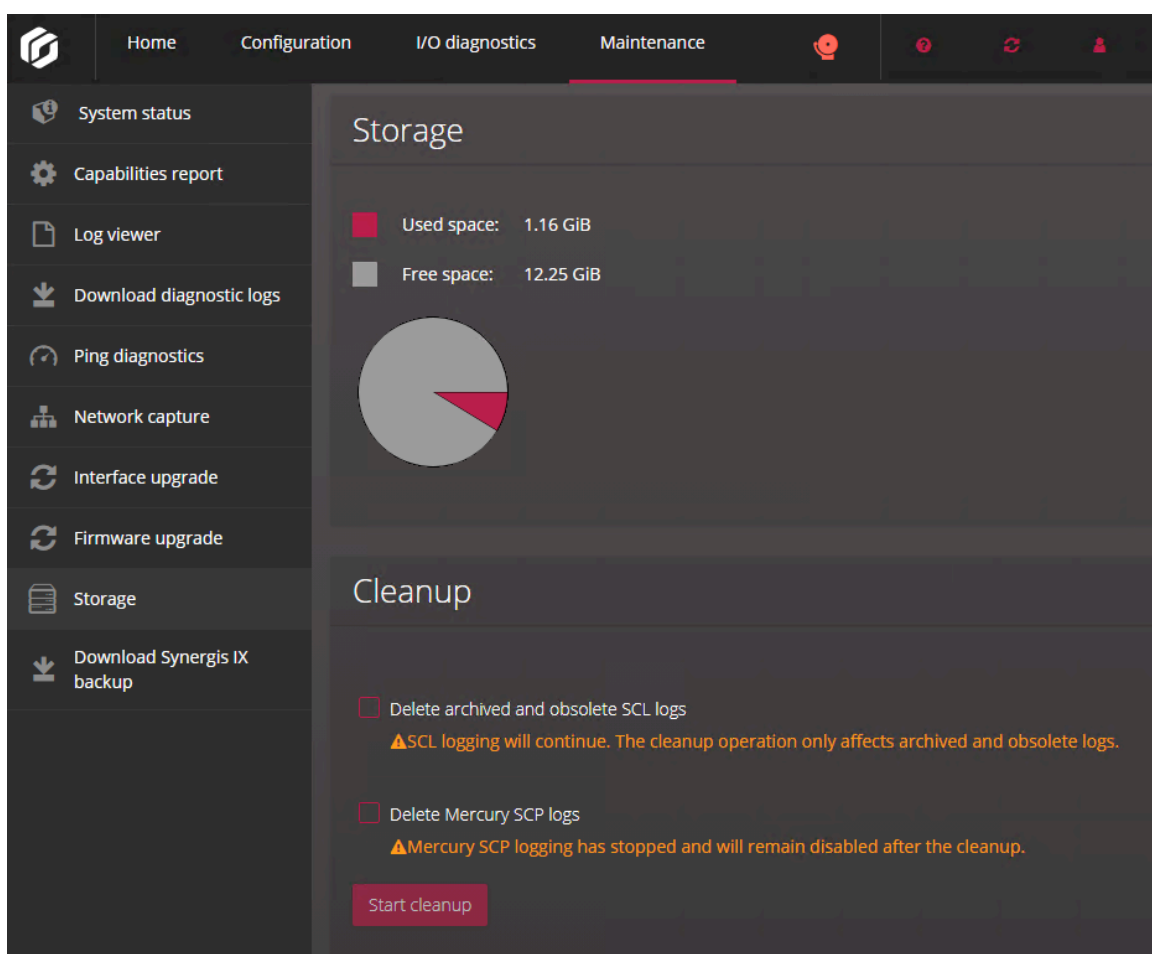 Home Configuration I/O diagnostics Maintenance
System status
Capabilities report
Log viewer
Download diagnostic logs
Ping diagnostics
Network capture
Interface upgrade
Firmware upgrade
Storage
Download Synergis IX
backup
Storage
Used space: 1.16 GiB
Free space: 12.25 GiB
Cleanup
Delete archived and obsolete SCL logs
SCL logging will continue. The cleanup operation only affects archived and obsolete logs.
Delete Mercury SCP logs
Mercury SCP logging has stopped and will remain disabled after the cleanup.
Start cleanup